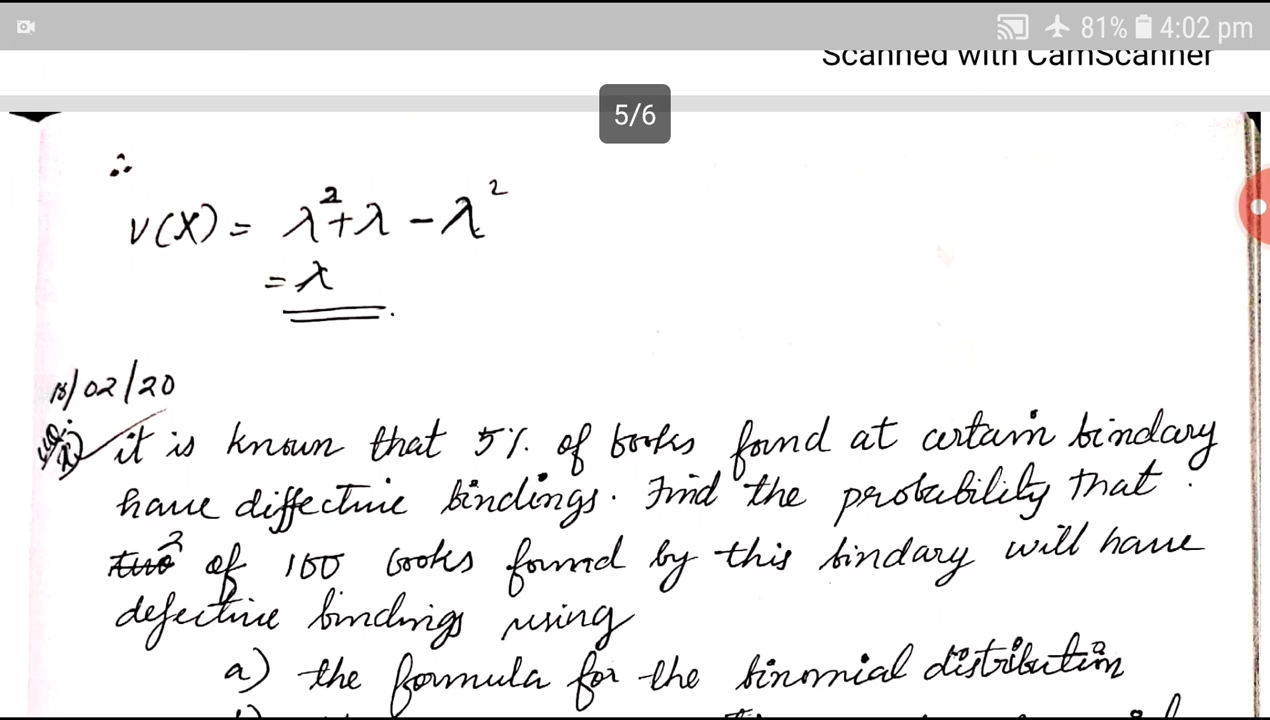 81% 4:02 pm
Scanned with CamScanner
5/6
∴
V(X) = λ² + λ - λ²
= λ
18/02/20
it is known that 5% of books found at certain bindary
have diffective bindings. Find the probability that
2 of 100 books found by this bindary will have
defective bindings using
a) the formula for the binomial distribution